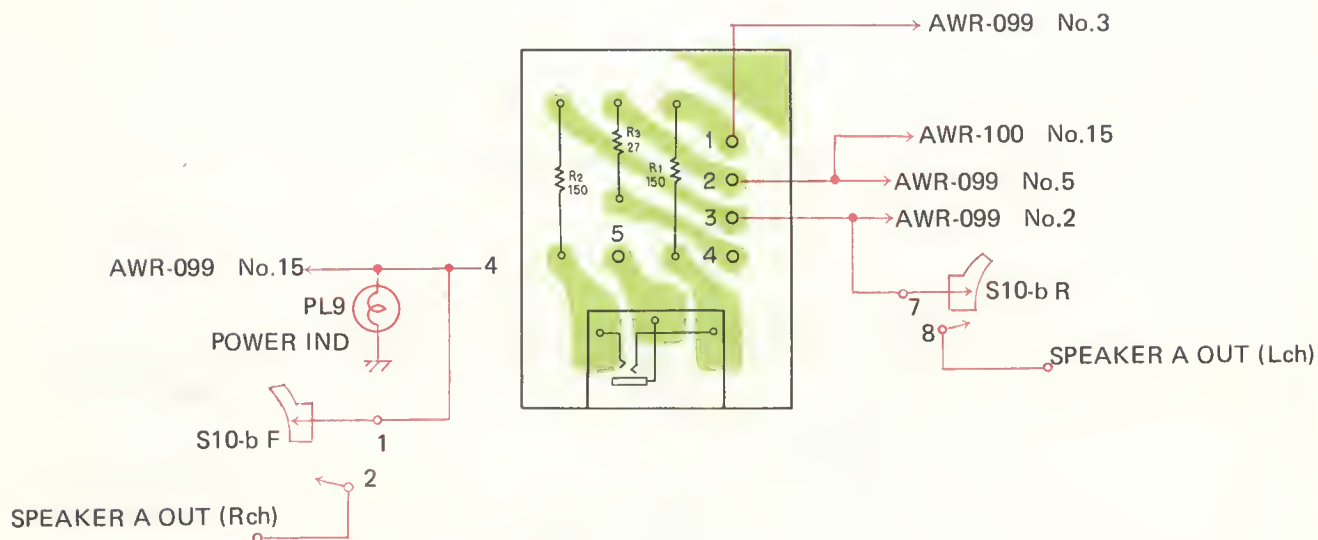 AWR-099 No.3
AWR-100 No.15
AWR-099 No.5
AWR-099 No.2
1
2
3
4
5
R3
27
R2
150
R1
150
AWR-099 No.15
4
PL9
POWER IND
S10-b F
1
2
SPEAKER A OUT (Rch)
7
S10-b R
8
SPEAKER A OUT (Lch)